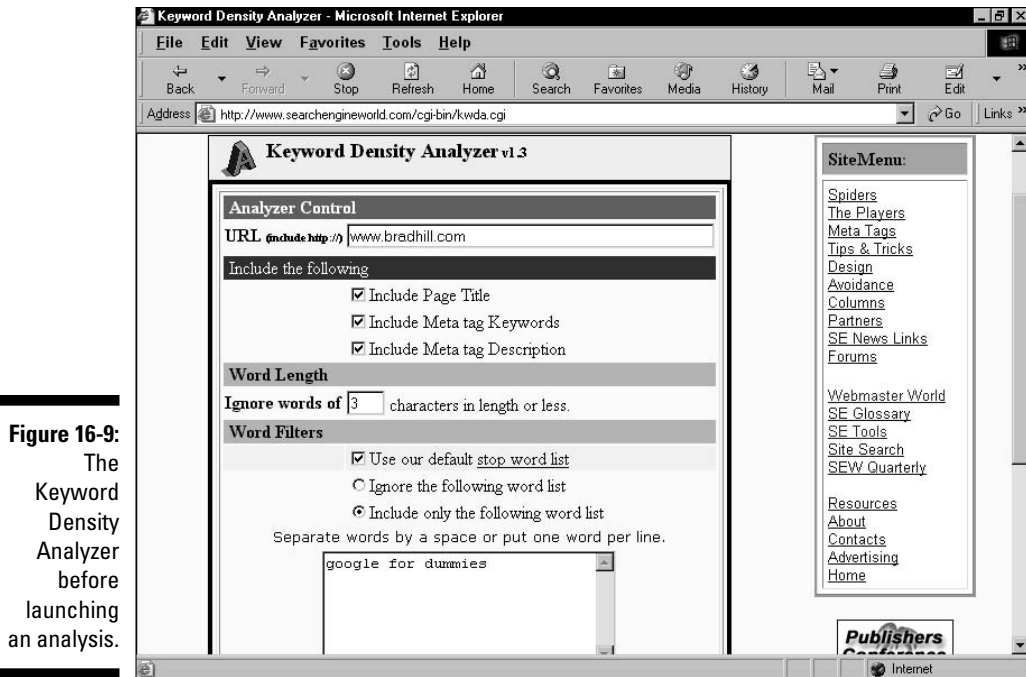 Keyword Density Analyzer - Microsoft Internet Explorer
File Edit View Favorites Tools Help
Back Forward Stop Refresh Home Search Favorites Media History Mail Print Edit »
Address http://www.searchengineworld.com/cgi-bin/kwda.cgi Go Links »
Keyword Density Analyzer v1.3
Analyzer Control
URL (include http://) www.bradhill.com
Include the following
Include Page Title
Include Meta tag Keywords
Include Meta tag Description
Word Length
Ignore words of 3 characters in length or less.
Word Filters
Use our default stop word list
Ignore the following word list
Include only the following word list
Separate words by a space or put one word per line.
google for dummies
SiteMenu:
Spiders
The Players
Meta Tags
Tips & Tricks
Design
Avoidance
Columns
Partners
SE News Links
Forums
Webmaster World
SE Glossary
SE Tools
Site Search
SEW Quarterly
Resources
About
Contacts
Advertising
Home
Publishers
Conference
Internet
Figure 16-9:
The
Keyword
Density
Analyzer
before
launching
an analysis.